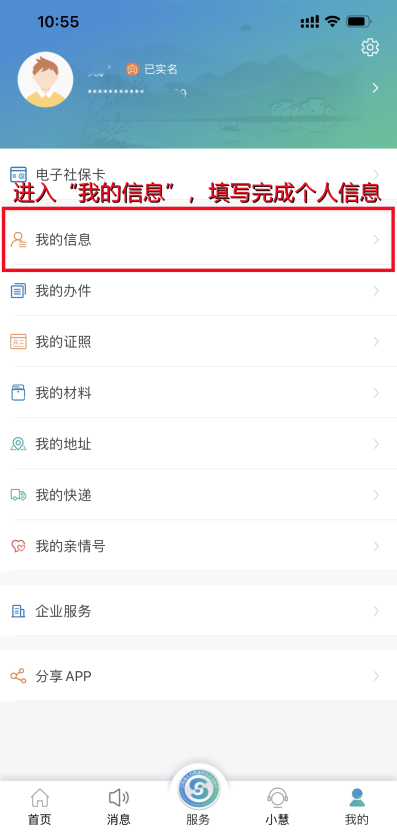 10:55
已实名
电子社保卡
进入“我的信息”，填写完成个人信息
我的信息
我的办件
我的证照
我的材料
我的地址
我的快递
我的亲情号
企业服务
分享APP
首页
消息
服务
小慧
我的